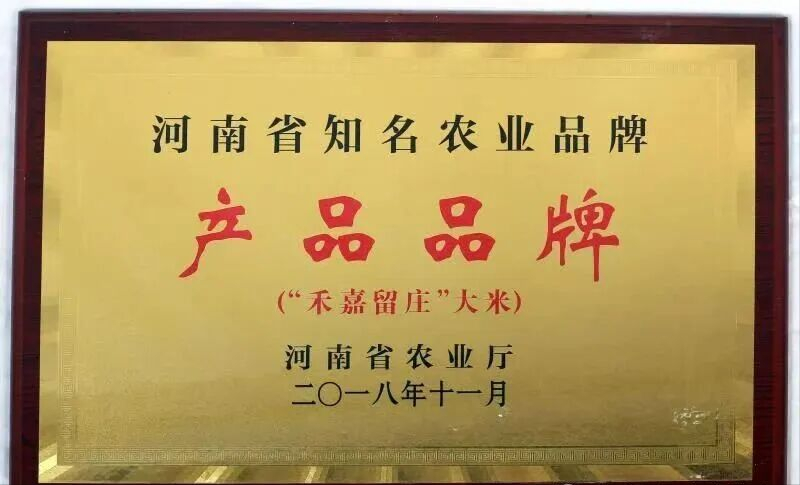 河南省知名农业品牌
产品品牌
(“禾嘉留庄”大米)
河南省农业厅
二〇一八年十一月